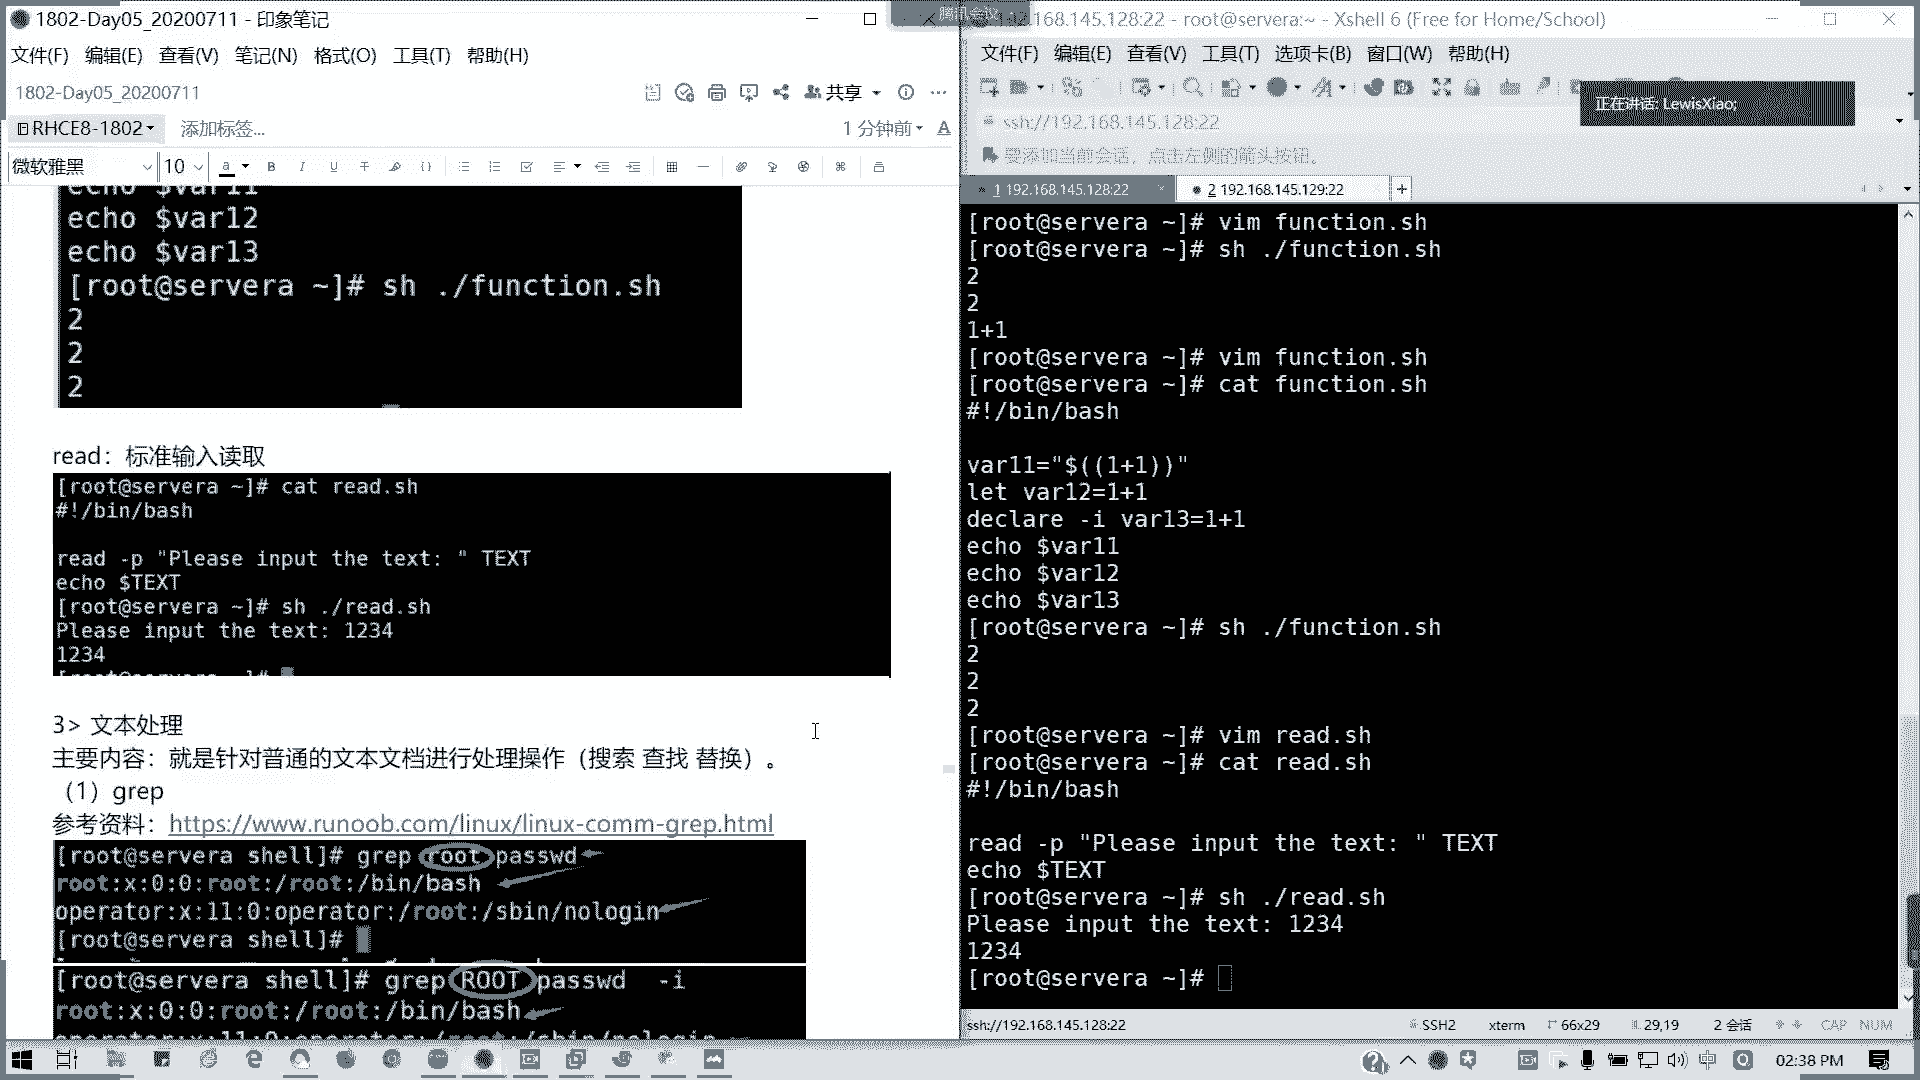 1802-Day05_20200711 - 印象笔记
文件(F) 编辑(E) 查看(V) 笔记(N) 格式(O) 工具(T) 帮助(H)
1802-Day05_20200711
共享
RHCE8-1802
添加标签...
1 分钟前
微软雅黑
10
echo $var11
echo $var12
echo $var13
[root@servera ~]# sh ./function.sh
2
2
2
read：标准输入读取
[root@servera ~]# cat read.sh
#!/bin/bash
read -p "Please input the text: " TEXT
echo $TEXT
[root@servera ~]# sh ./read.sh
Please input the text: 1234
1234
[root@servera ~]#
3> 文本处理
主要内容：就是针对普通的文本文档进行处理操作（搜索 查找 替换）。
（1）grep
参考资料：https://www.runoob.com/linux/linux-comm-grep.html
[root@servera shell]# grep root passwd
root:x:0:0:root:/root:/bin/bash
operator:x:11:0:operator:/root:/sbin/nologin
[root@servera shell]#
[root@servera shell]# grep ROOT passwd -i
root:x:0:0:root:/root:/bin/bash
operator:x:11:0:operator:/root:/sbin/nologin
腾讯会议
192.168.145.128:22 - root@servera:~ - Xshell 6 (Free for Home/School)
文件(F) 编辑(E) 查看(V) 工具(T) 选项卡(B) 窗口(W) 帮助(H)
正在讲话: LewisXiao;
ssh://192.168.145.128:22
要添加当前会话，点击左侧的箭头按钮。
1 192.168.145.128:22
2 192.168.145.129:22
[root@servera ~]# vim function.sh
[root@servera ~]# sh ./function.sh
2
2
1+1
[root@servera ~]# vim function.sh
[root@servera ~]# cat function.sh
#!/bin/bash
var11="$((1+1))"
let var12=1+1
declare -i var13=1+1
echo $var11
echo $var12
echo $var13
[root@servera ~]# sh ./function.sh
2
2
2
[root@servera ~]# vim read.sh
[root@servera ~]# cat read.sh
#!/bin/bash
read -p "Please input the text: " TEXT
echo $TEXT
[root@servera ~]# sh ./read.sh
Please input the text: 1234
1234
[root@servera ~]#
ssh://192.168.145.128:22
SSH2
xterm
66x29
29,19
2 会话
CAP NUM
中
02:38 PM